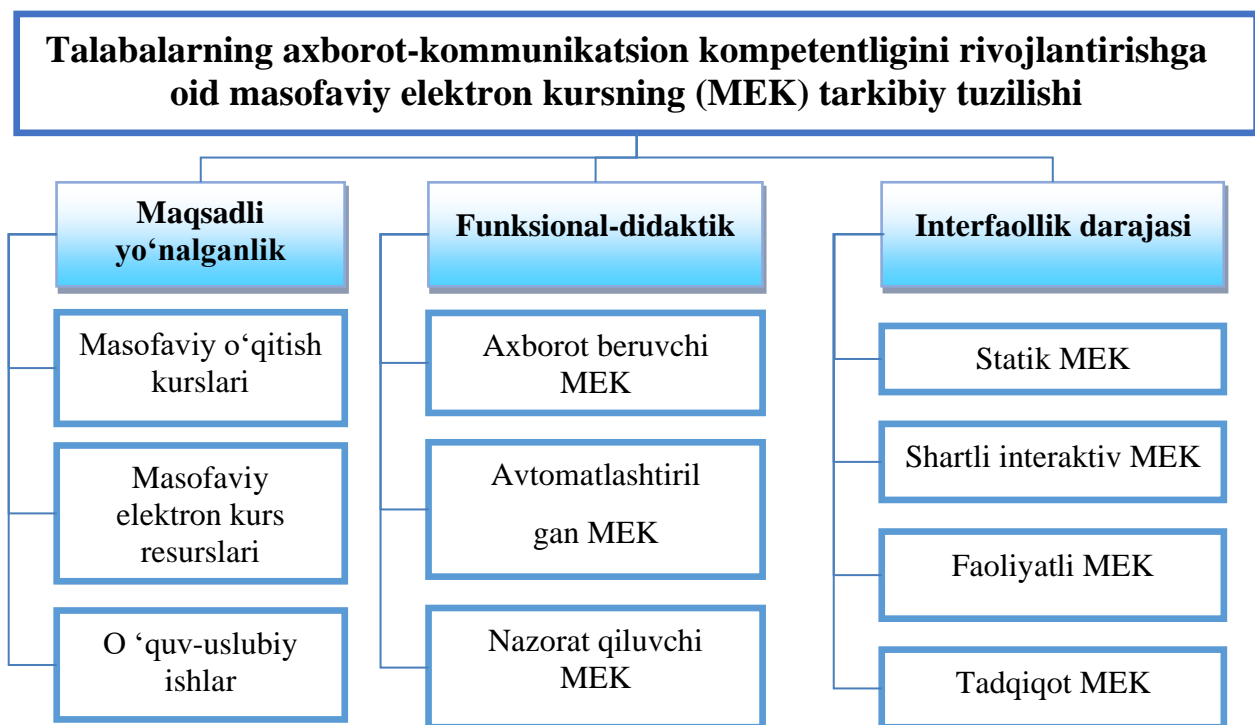 Talabalarning axborot-kommunikatsion kompetentligini rivojlantirishga
oid masofaviy elektron kursning (MEK) tarkibiy tuzilishi
Maqsadli
yo‘nalganlik
Masofaviy o‘qitish
kurslari
Masofaviy
elektron kurs
resurslari
O ‘quv-uslubiy
ishlar
Funksional-didaktik
Axborot beruvchi
MEK
Avtomatlashtiril
gan MEK
Nazorat qiluvchi
MEK
Interfaollik darajasi
Statik MEK
Shartli interaktiv MEK
Faoliyatli MEK
Tadqiqot MEK